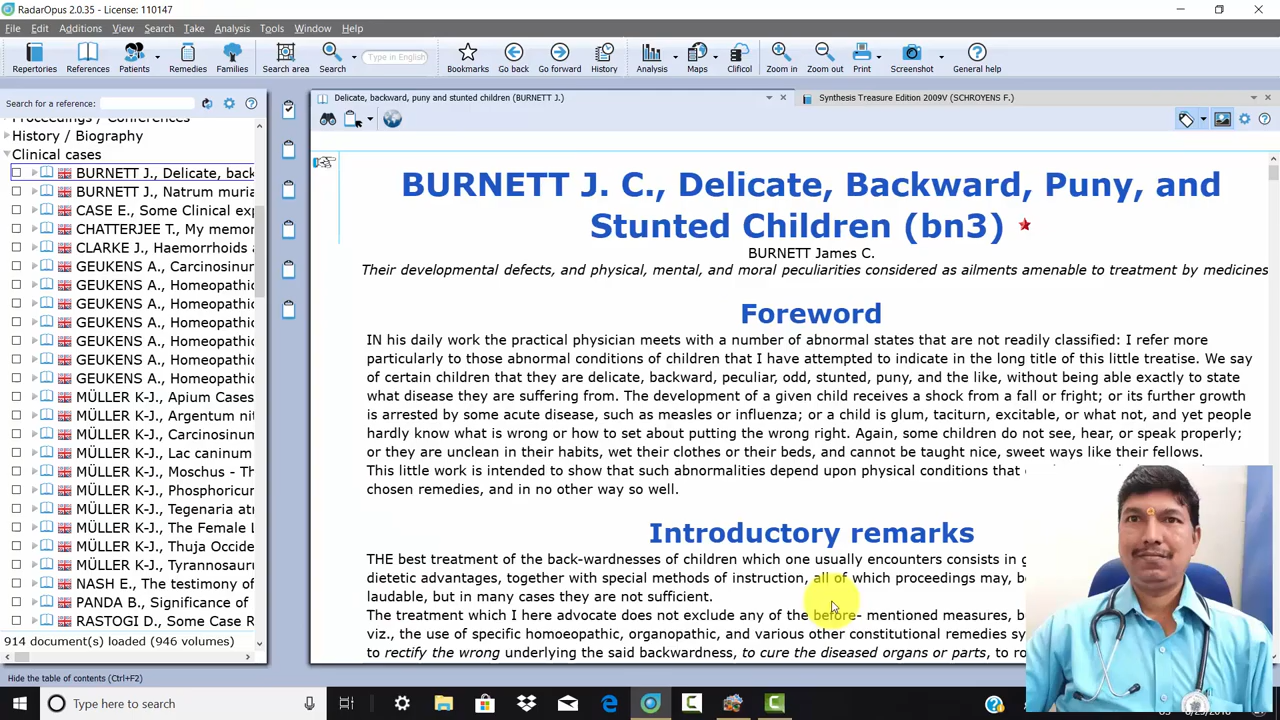 RadarOpus 2.0.35 - License: 110147
File Edit Additions View Search Take Analysis Tools Window Help
Repertories References Patients Remedies Families Search area Search Type in English Bookmarks Go back Go forward History Analysis Maps Clificol Zoom in Zoom out Print Screenshot General help
Search for a reference:
Delicate, backward, puny and stunted children (BURNETT J.)
Synthesis Treasure Edition 2009V (SCHROYENS F.)
Proceedings / Conferences
History / Biography
Clinical cases
BURNETT J., Delicate, back
BURNETT J., Natrum muria
CASE E., Some Clinical exp
CHATTERJEE T., My memor
CLARKE J., Haemorrhoids a
GEUKENS A., Carcinosinum
GEUKENS A., Homeopathic
GEUKENS A., Homeopathic
GEUKENS A., Homeopathic
GEUKENS A., Homeopathic
GEUKENS A., Homeopathic
GEUKENS A., Homeopathic
MÜLLER K-J., Apium Cases
MÜLLER K-J., Argentum nit
MÜLLER K-J., Carcinosinum
MÜLLER K-J., Lac caninum
MÜLLER K-J., Moschus - Th
MÜLLER K-J., Phosphoricum
MÜLLER K-J., Tegenaria atr
MÜLLER K-J., The Female L
MÜLLER K-J., Thuja Occide
MÜLLER K-J., Tyrannosauru
NASH E., The testimony of
PANDA B., Significance of
RASTOGI D., Some Case R
914 document(s) loaded (946 volumes)
Hide the table of contents (Ctrl+F2)
BURNETT J. C., Delicate, Backward, Puny, and
Stunted Children (bn3)
BURNETT James C.
Their developmental defects, and physical, mental, and moral peculiarities considered as ailments amenable to treatment by medicines
Foreword
IN his daily work the practical physician meets with a number of abnormal states that are not readily classified: I refer more
particularly to those abnormal conditions of children that I have attempted to indicate in the long title of this little treatise. We say
of certain children that they are delicate, backward, peculiar, odd, stunted, puny, and the like, without being able exactly to state
what disease they are suffering from. The development of a given child receives a shock from a fall or fright; or its further growth
is arrested by some acute disease, such as measles or influenza; or a child is glum, taciturn, excitable, or what not, and yet people
hardly know what is wrong or how to set about putting the wrong right. Again, some children do not see, hear, or speak properly;
or they are unclean in their habits, wet their clothes or their beds, and cannot be taught nice, sweet ways like their fellows.
This little work is intended to show that such abnormalities depend upon physical conditions that
chosen remedies, and in no other way so well.
Introductory remarks
THE best treatment of the back-wardnesses of children which one usually encounters consists in g
dietetic advantages, together with special methods of instruction, all of which proceedings may, be
laudable, but in many cases they are not sufficient.
The treatment which I here advocate does not exclude any of the before- mentioned measures, b
viz., the use of specific homoeopathic, organopathic, and various other constitutional remedies sy
to rectify the wrong underlying the said backwardness, to cure the diseased organs or parts, to ro
Type here to search